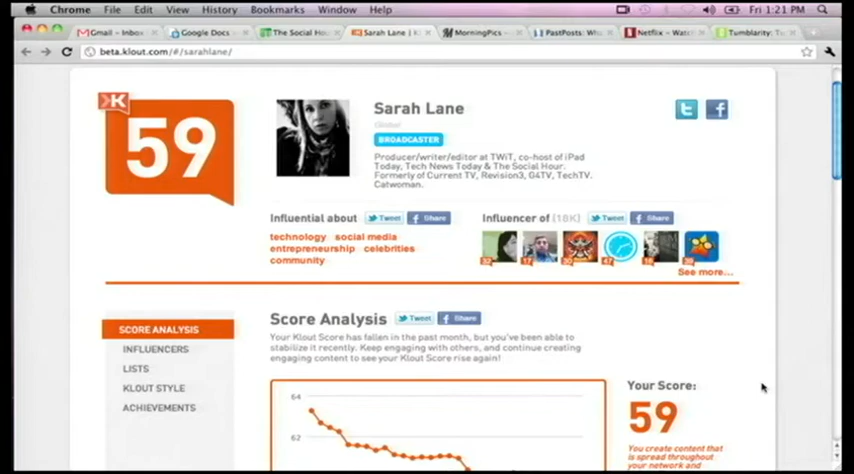 Chrome File Edit View History Bookmarks Window Help Fri 1:21 PM
Gmail – Inbox
Google Docs
The Social Ho
Sarah Lane | Kl
MorningPics –
PastPosts: Wha
Netflix – Watch
Tumblarity: T
beta.klout.com/#/sarahlane/
K
59
Sarah Lane
BROADCASTER
Producer/writer/editor at TWiT, co-host of iPad
Today, Tech News Today & The Social Hour.
Formerly of Current TV, Revision3, G4TV, TechTV.
Catwoman.
Influential about Tweet Share
technology social media
entrepreneurship celebrities
community
Influencer of (18K) Tweet Share
32 17 30 47
See more...
SCORE ANALYSIS
INFLUENCERS
LISTS
KLOUT STYLE
ACHIEVEMENTS
Score Analysis Tweet Share
Your Klout Score has fallen in the past month, but you've been able to
stabilize it recently. Keep engaging with others, and continue creating
engaging content to see your Klout Score rise again!
64
62
Your Score:
59
You create content that
is spread throughout
your network and